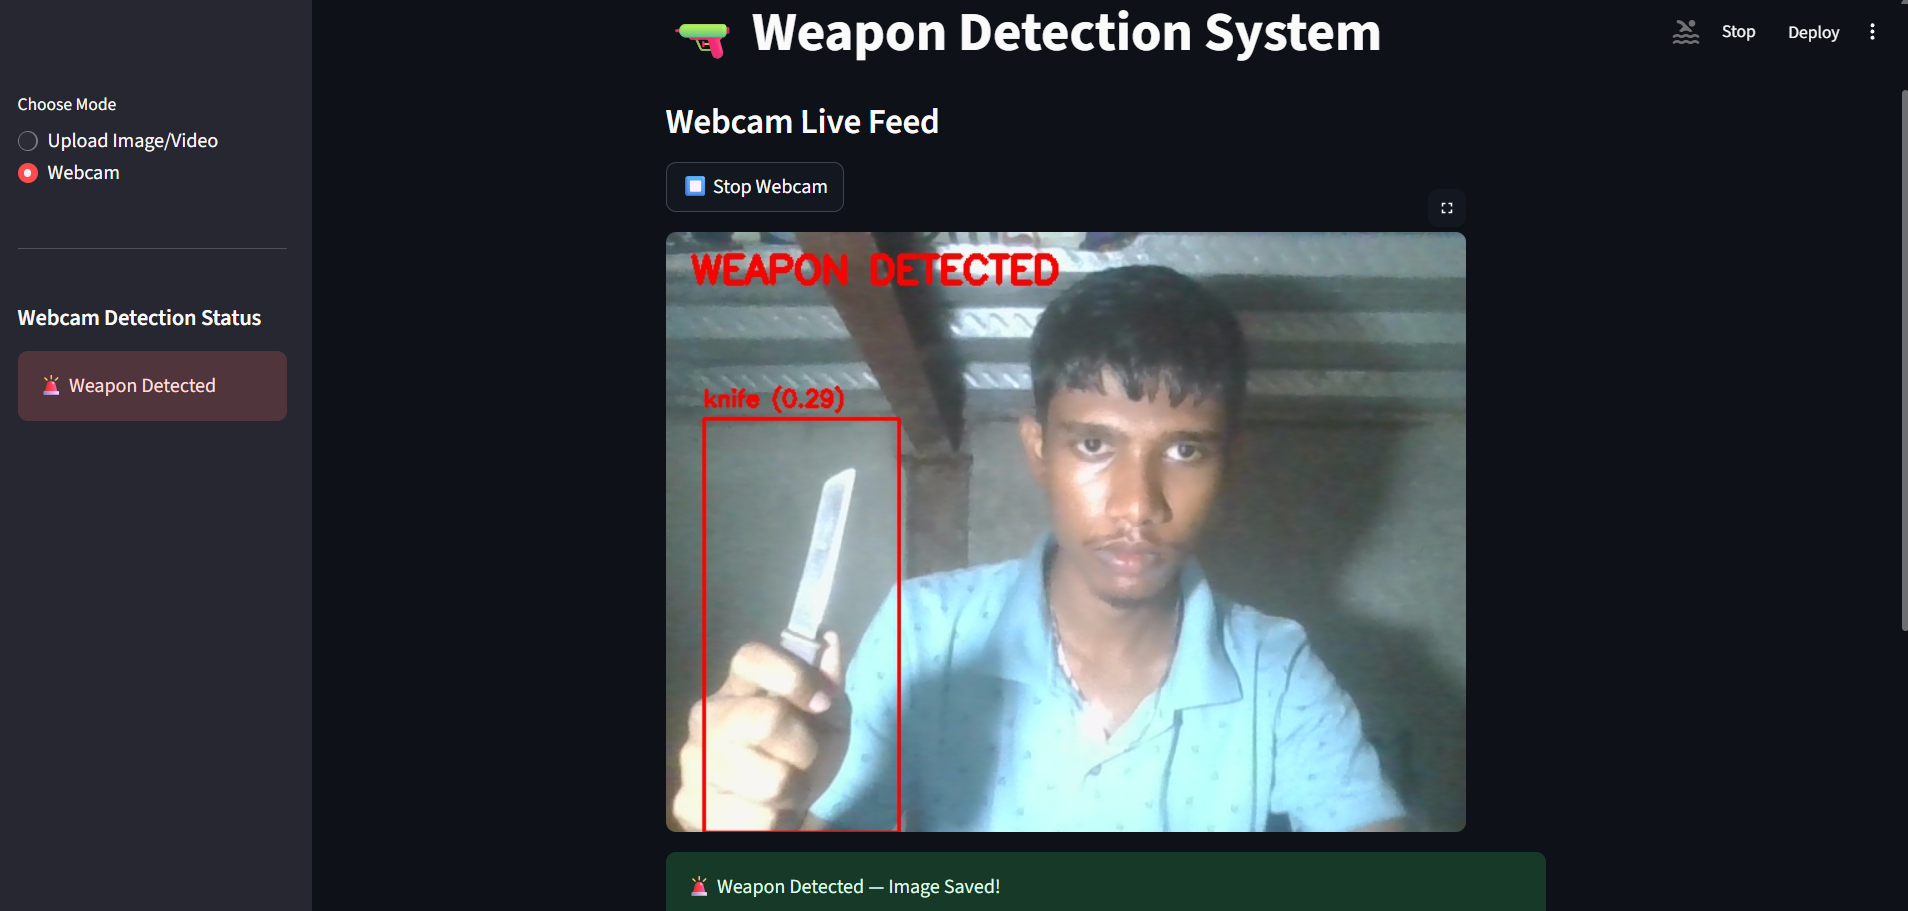 Weapon Detection System
Stop
Deploy
Choose Mode
Upload Image/Video
Webcam
Webcam Detection Status
Weapon Detected
Webcam Live Feed
Stop Webcam
WEAPON DETECTED
knife (0.29)
Weapon Detected — Image Saved!